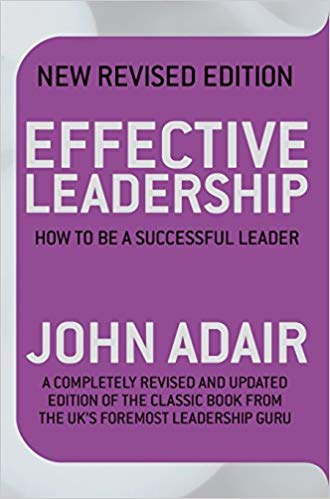 NEW REVISED EDITION
EFFECTIVE
LEADERSHIP
HOW TO BE A SUCCESSFUL LEADER
JOHN ADAIR
A COMPLETELY REVISED AND UPDATED
EDITION OF THE CLASSIC BOOK FROM
THE UK'S FOREMOST LEADERSHIP GURU